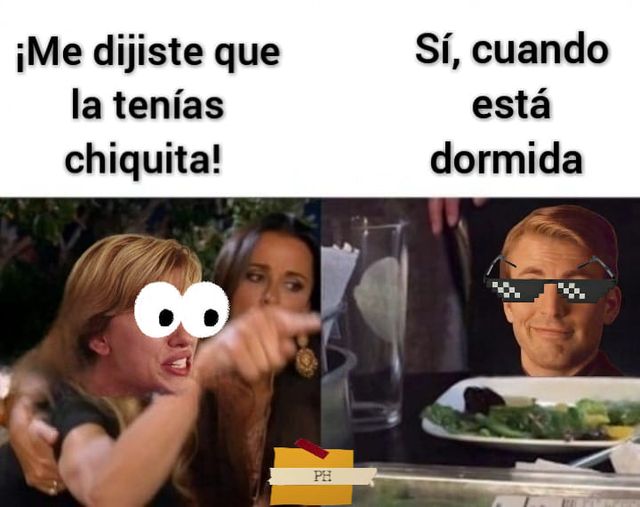 ¡Me dijiste que
la tenías
chiquita!
Sí, cuando
está
dormida
PH